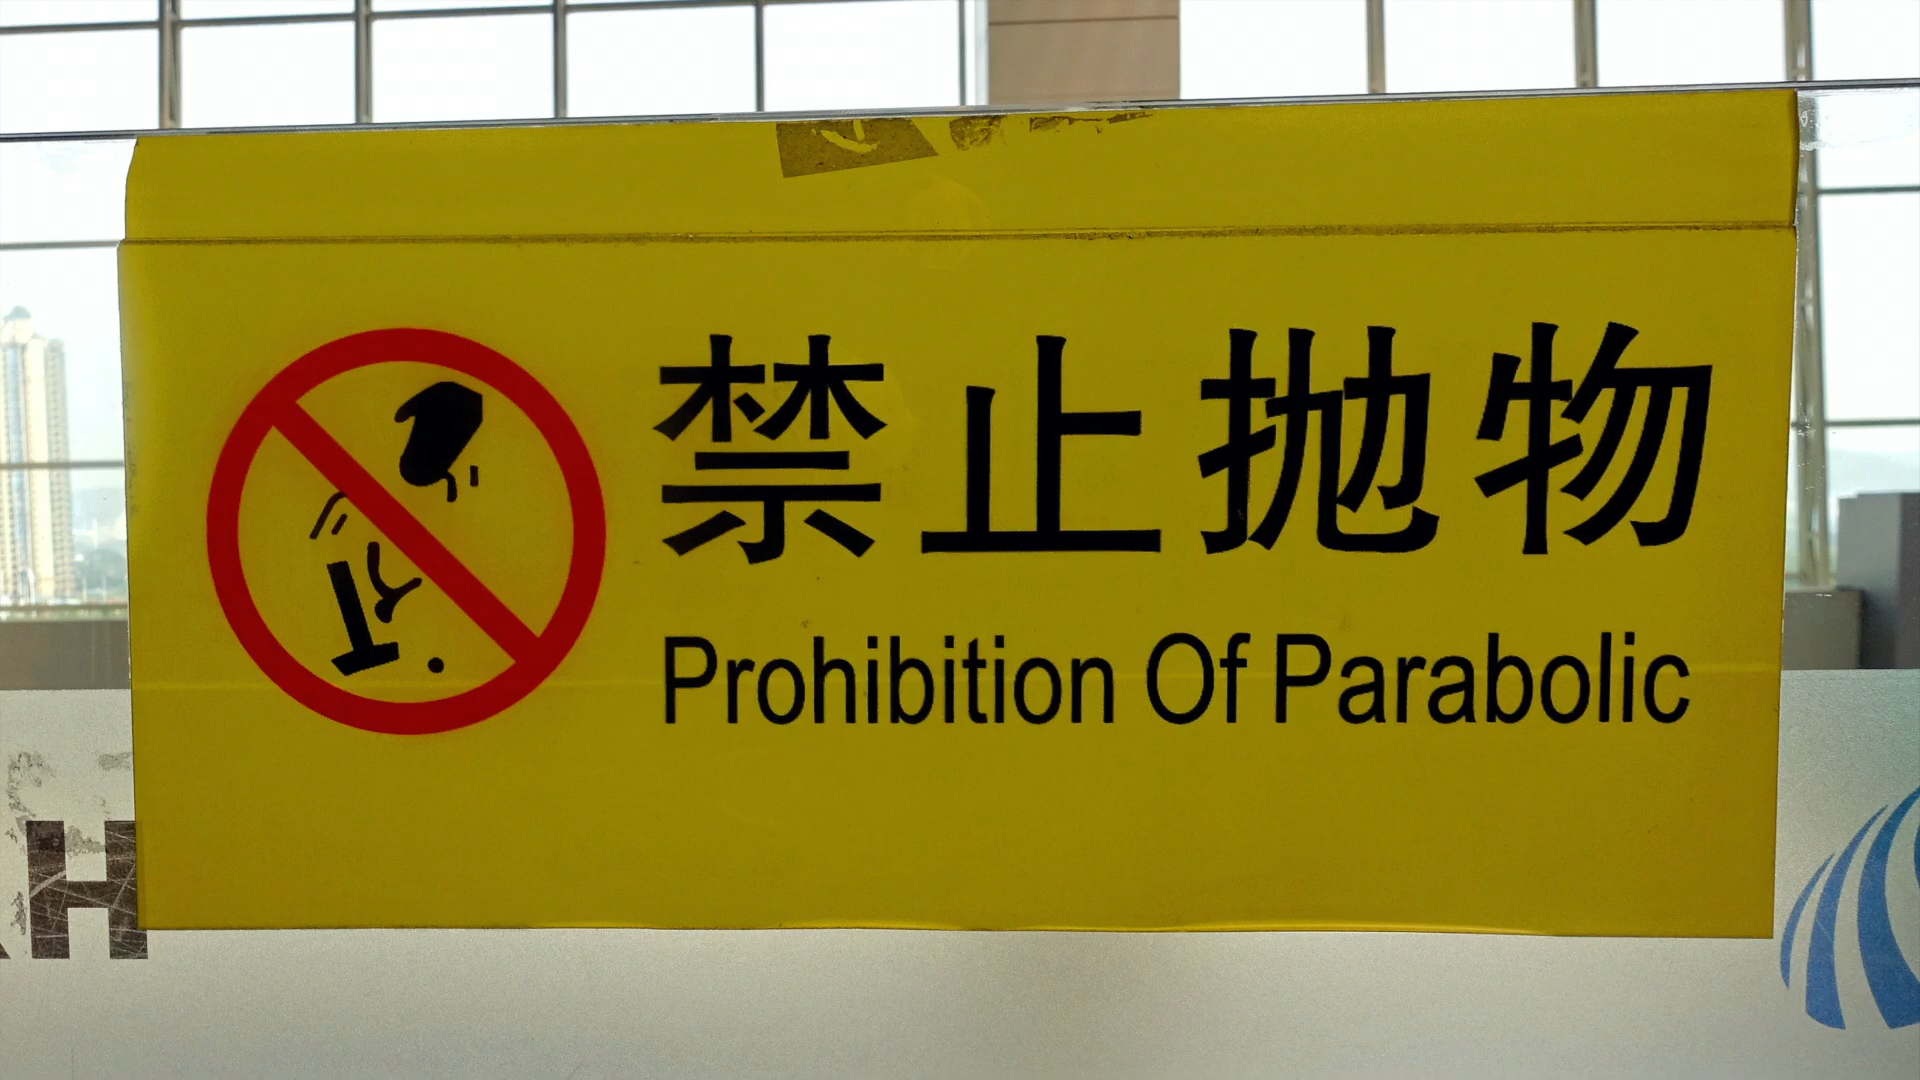 禁止抛物
Prohibition Of Parabolic
H